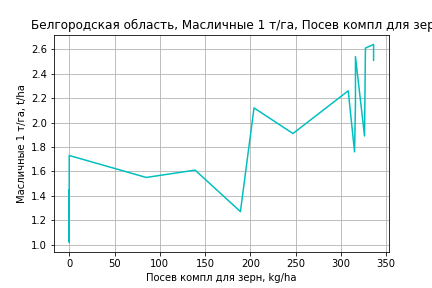 Белгородская область, Масличные 1 т/га, Посев компл для зер
2.6
2.4
2.2
2.0
1.8
1.6
1.4
1.2
1.0
Масличные 1 т/га, t/ha
0 50 100 150 200 250 300 350
Посев компл для зерн, kg/ha